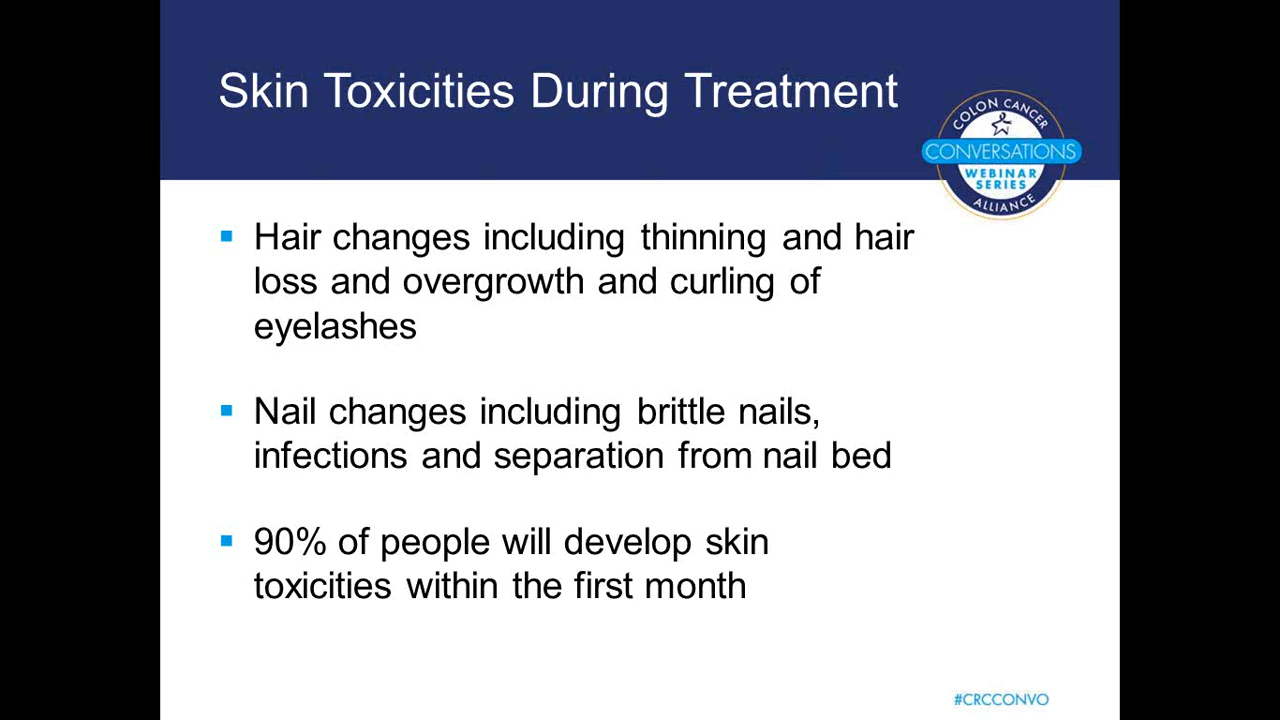 Skin Toxicities During Treatment
COLON CANCER
CONVERSATIONS
WEBINAR
SERIES
ALLIANCE
Hair changes including thinning and hair
loss and overgrowth and curling of
eyelashes
Nail changes including brittle nails,
infections and separation from nail bed
90% of people will develop skin
toxicities within the first month
#CRCCONVO